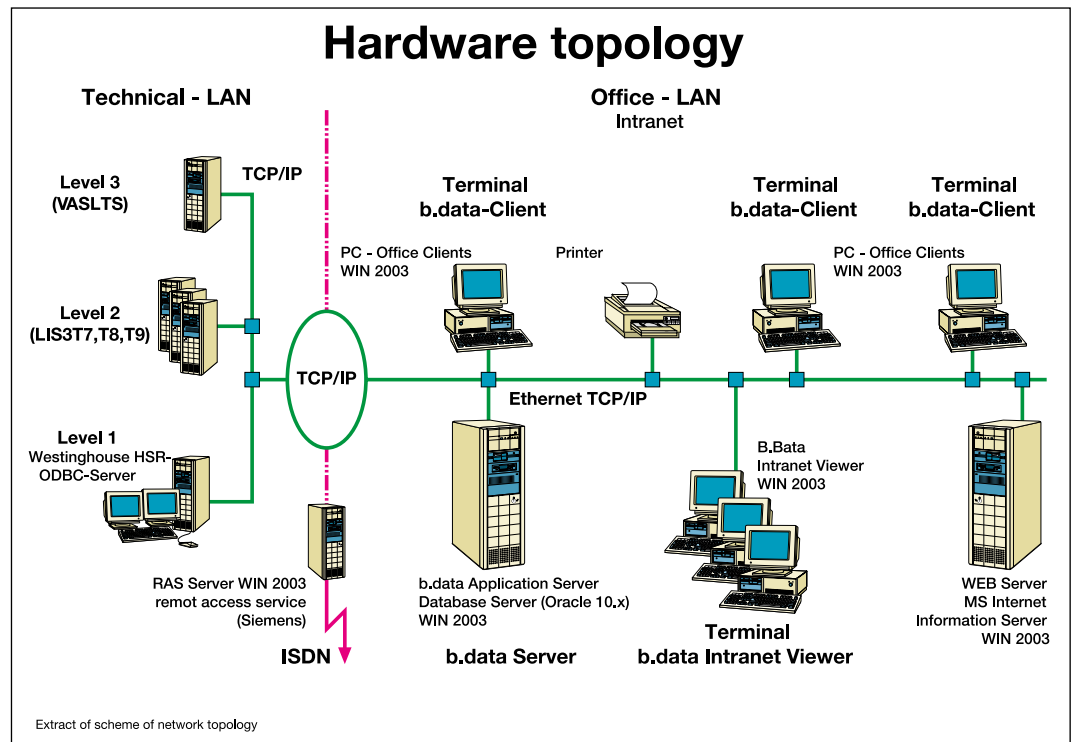 Hardware topology
Technical - LAN
Office - LAN
Intranet
Level 3
(VASLTS)
TCP/IP
Level 2
(LIS3T7,T8,T9)
Level 1
Westinghouse HSR-
ODBC-Server
TCP/IP
RAS Server WIN 2003
remot access service
(Siemens)
ISDN
Terminal
b.data-Client
PC - Office Clients
WIN 2003
Printer
Terminal
b.data-Client
Terminal
b.data-Client
PC - Office Clients
WIN 2003
Ethernet TCP/IP
b.data Application Server
Database Server (Oracle 10.x)
WIN 2003
b.data Server
B.Bata
Intranet Viewer
WIN 2003
Terminal
b.data Intranet Viewer
WEB Server
MS Internet
Information Server
WIN 2003
Extract of scheme of network topology